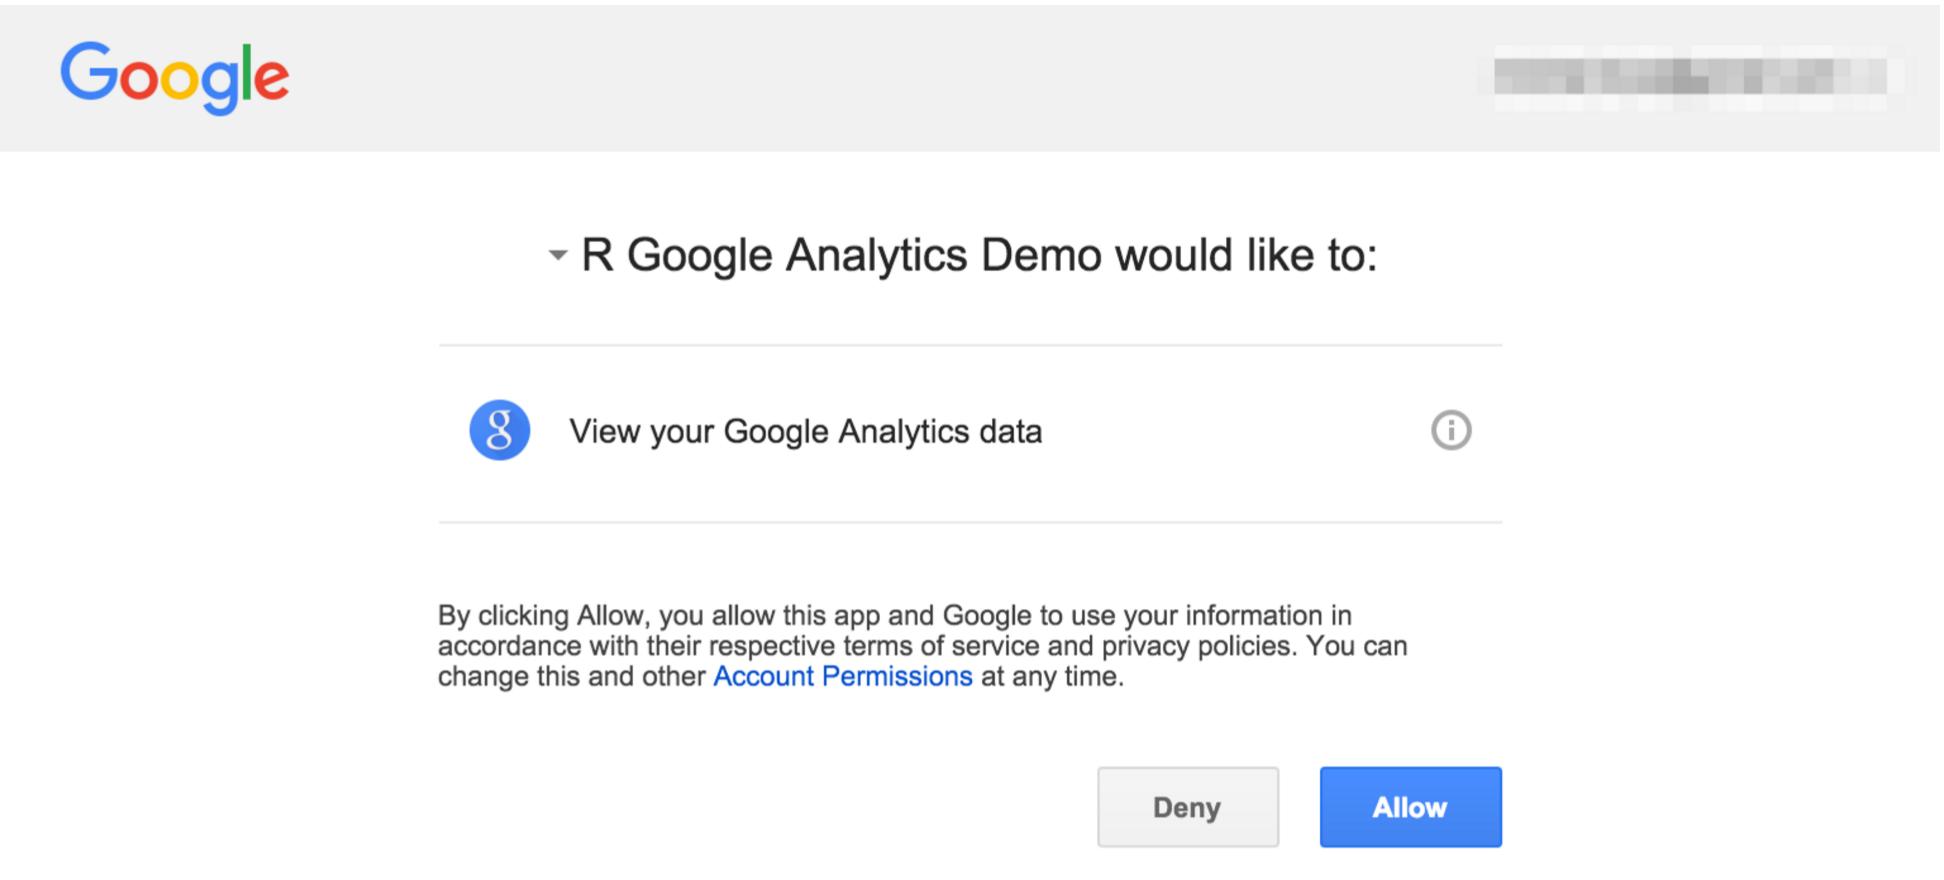 Google
R Google Analytics Demo would like to:
g
View your Google Analytics data
i
By clicking Allow, you allow this app and Google to use your information in
accordance with their respective terms of service and privacy policies. You can
change this and other Account Permissions at any time.
Deny
Allow